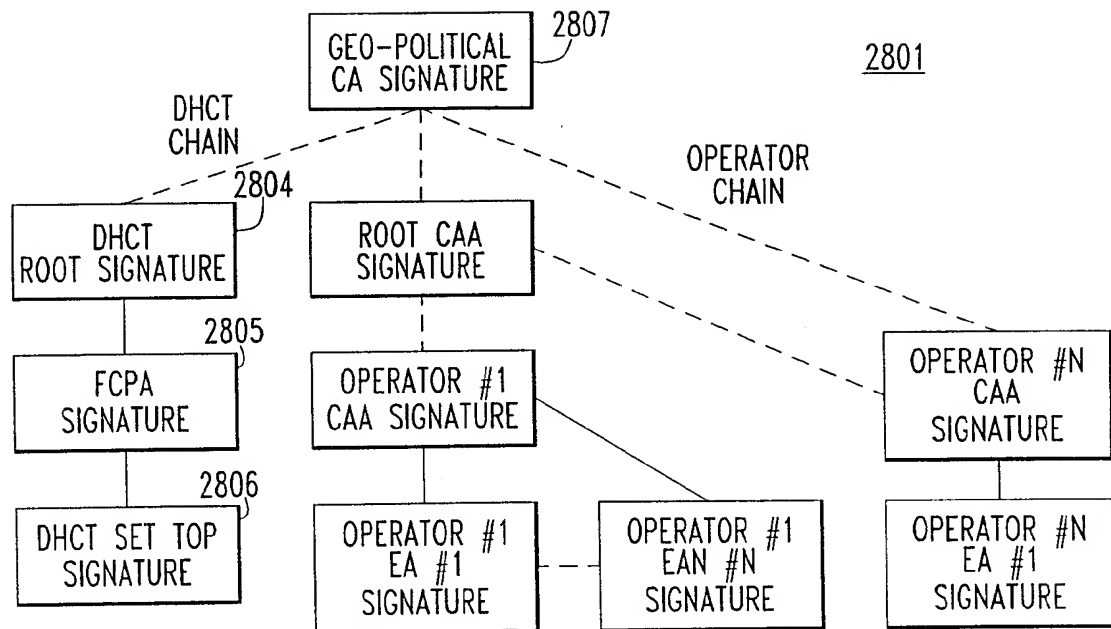 GEO-POLITICAL
CA SIGNATURE
2807
2801
DHCT
CHAIN
OPERATOR
CHAIN
2804
DHCT
ROOT SIGNATURE
ROOT CAA
SIGNATURE
2805
FCPA
SIGNATURE
OPERATOR #1
CAA SIGNATURE
OPERATOR #N
CAA
SIGNATURE
2806
DHCT SET TOP
SIGNATURE
OPERATOR #1
EA #1
SIGNATURE
OPERATOR #1
EAN #N
SIGNATURE
OPERATOR #N
EA #1
SIGNATURE